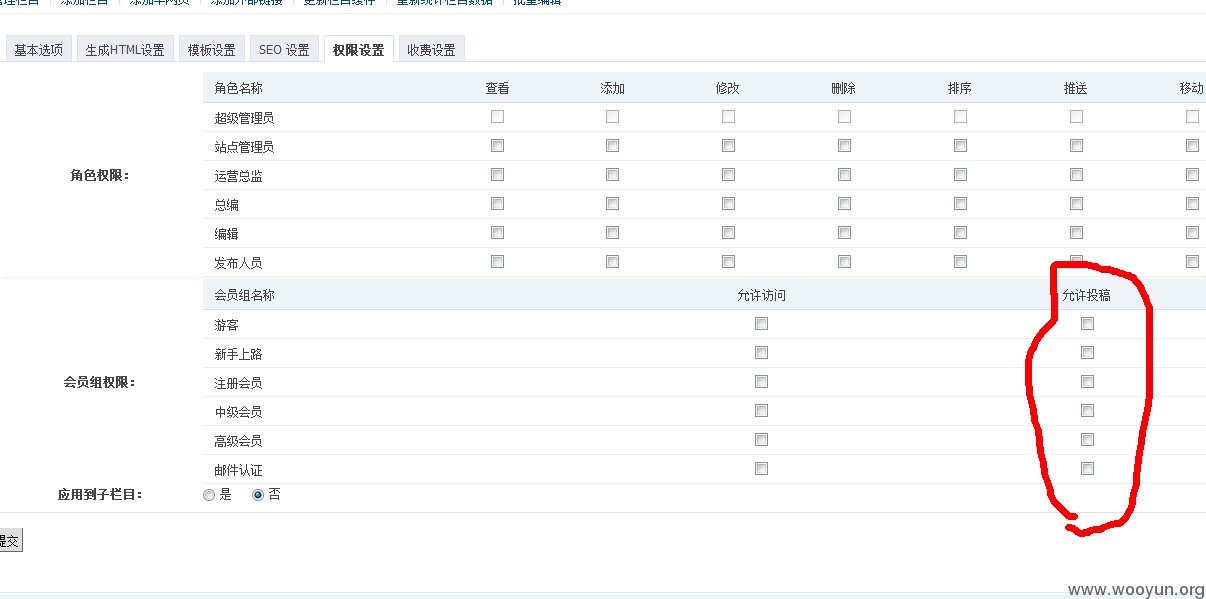 管理栏目 添加栏目 添加单网页 添加外部链接 更新栏目缓存 重新统计栏目数据 批量编辑
基本选项 生成HTML设置 模板设置 SEO 设置 权限设置 收费设置
角色名称 查看 添加 修改 删除 排序 推送 移动
超级管理员
站点管理员
角色权限： 运营总监
总编
编辑
发布人员
会员组名称 允许访问 允许投稿
游客
新手上路
会员组权限： 注册会员
中级会员
高级会员
邮件认证
应用到子栏目： 是 否
提交
www.wooyun.org